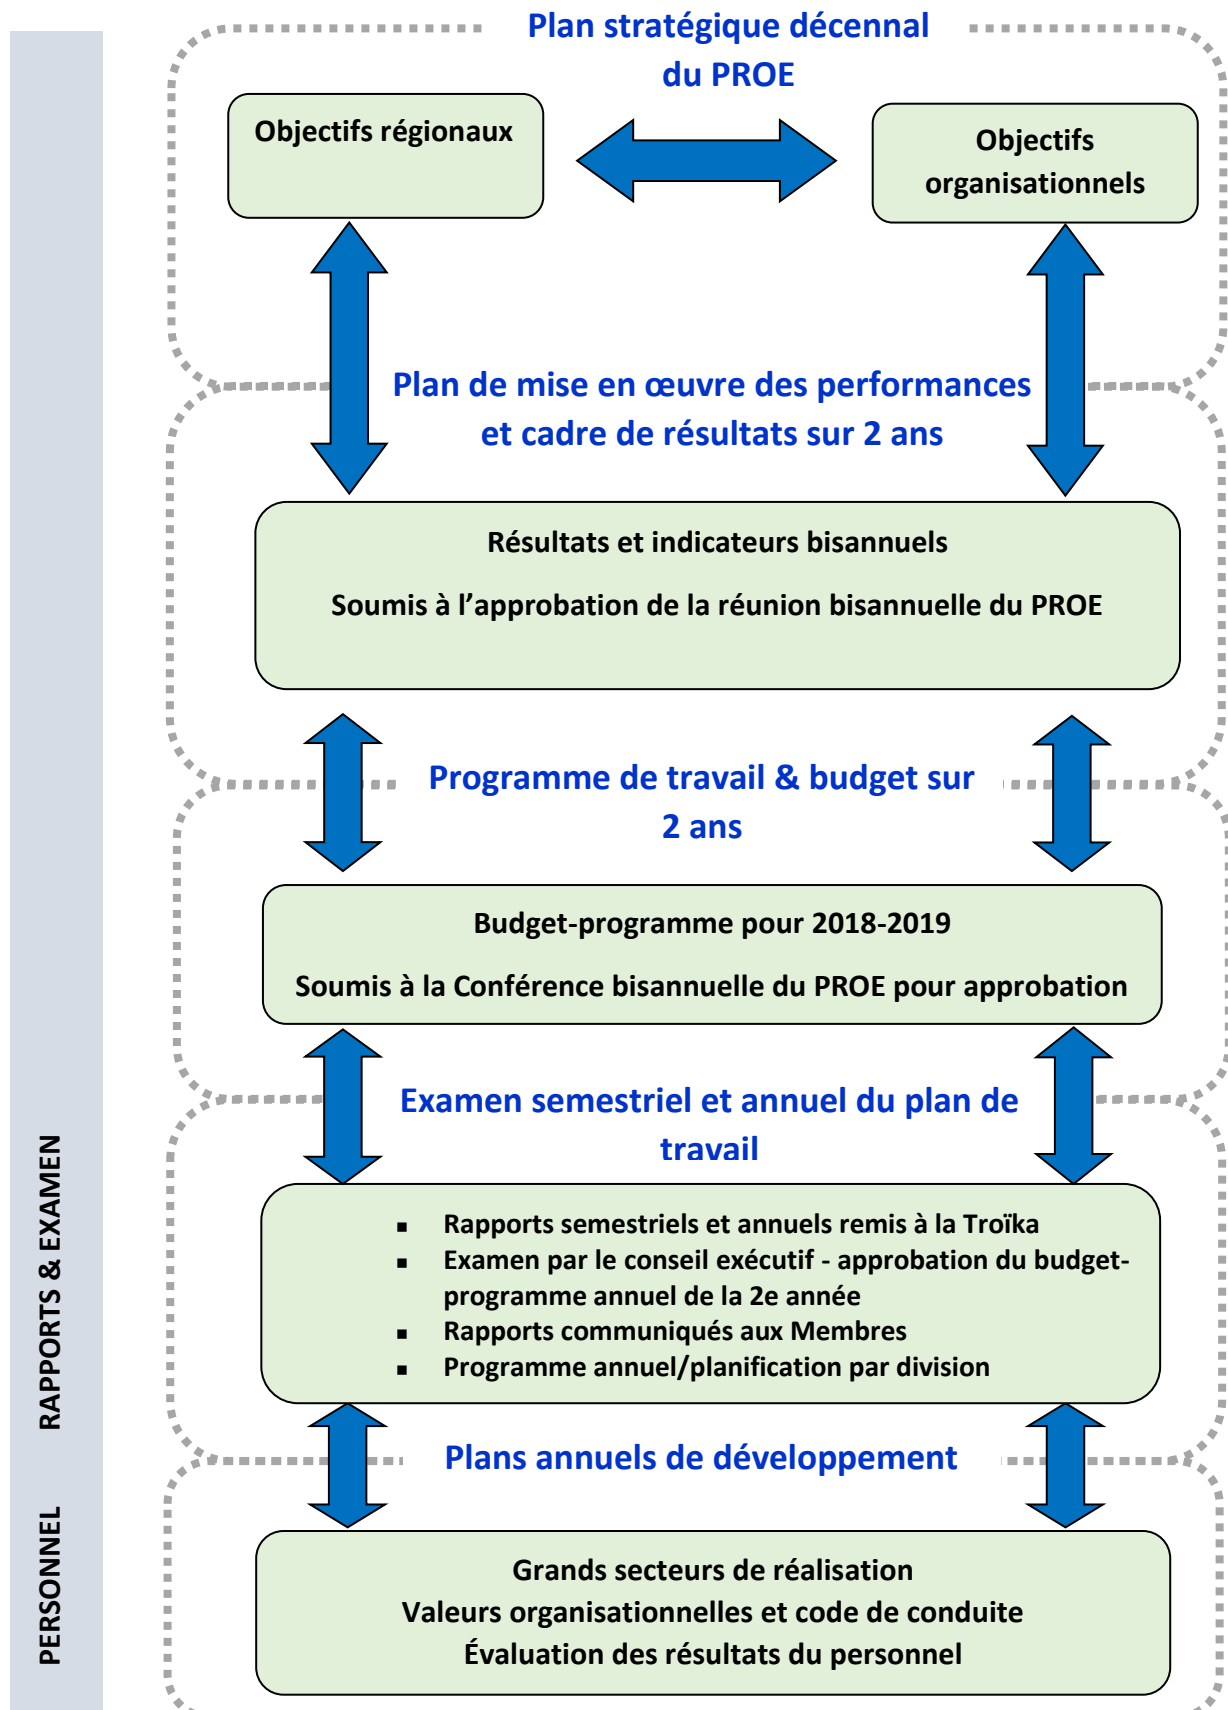 Plan stratégique décennal
du PROE
Objectifs régionaux
Objectifs
organisationnels
Plan de mise en œuvre des performances
et cadre de résultats sur 2 ans
Résultats et indicateurs bisannuels
Soumis à l’approbation de la réunion bisannuelle du PROE
Programme de travail & budget sur
2 ans
Budget-programme pour 2018-2019
Soumis à la Conférence bisannuelle du PROE pour approbation
Examen semestriel et annuel du plan de
travail
▪ Rapports semestriels et annuels remis à la Troïka
▪ Examen par le conseil exécutif - approbation du budget-
programme annuel de la 2e année
▪ Rapports communiqués aux Membres
▪ Programme annuel/planification par division
Plans annuels de développement
Grands secteurs de réalisation
Valeurs organisationnelles et code de conduite
Évaluation des résultats du personnel
PERSONNEL RAPPORTS & EXAMEN